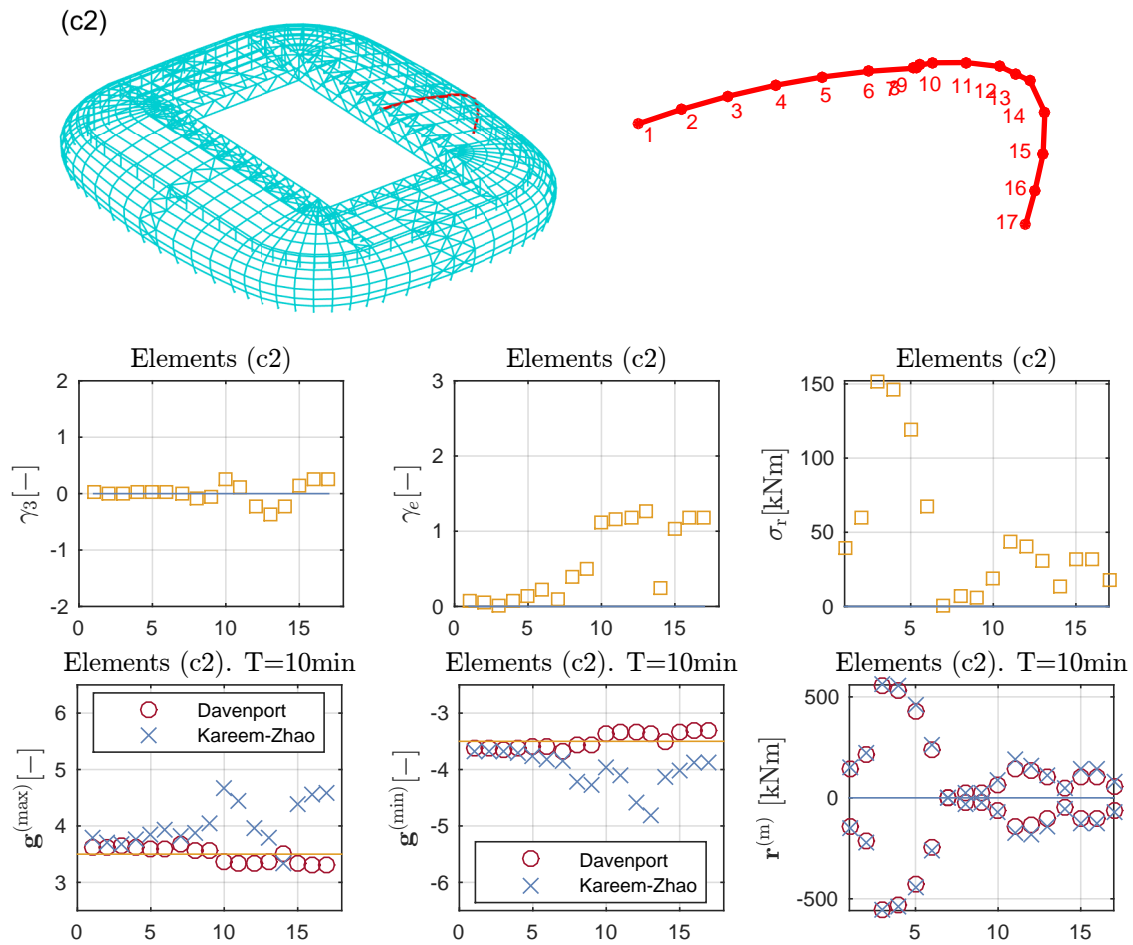 (c2)
1
2
3
4
5
6
7
8
9
10
11
12
13
14
15
16
17
Elements (c2)
γ₃[−]
2
1
0
-1
-2
0 5 10 15
Elements (c2)
γₑ[−]
3
2
1
0
0 5 10 15
Elements (c2)
σᵣ[kNm]
150
100
50
0
5 10 15
Elements (c2). T=10min
g⁽ᵐᵃˣ⁾ [−]
6
5
4
3
Davenport
Kareem-Zhao
0 5 10 15
Elements (c2). T=10min
g⁽ᵐⁱⁿ⁾ [−]
-3
-4
-5
-6
Davenport
Kareem-Zhao
0 5 10 15
Elements (c2). T=10min
r⁽ᵐ⁾ [kNm]
500
0
-500
5 10 15